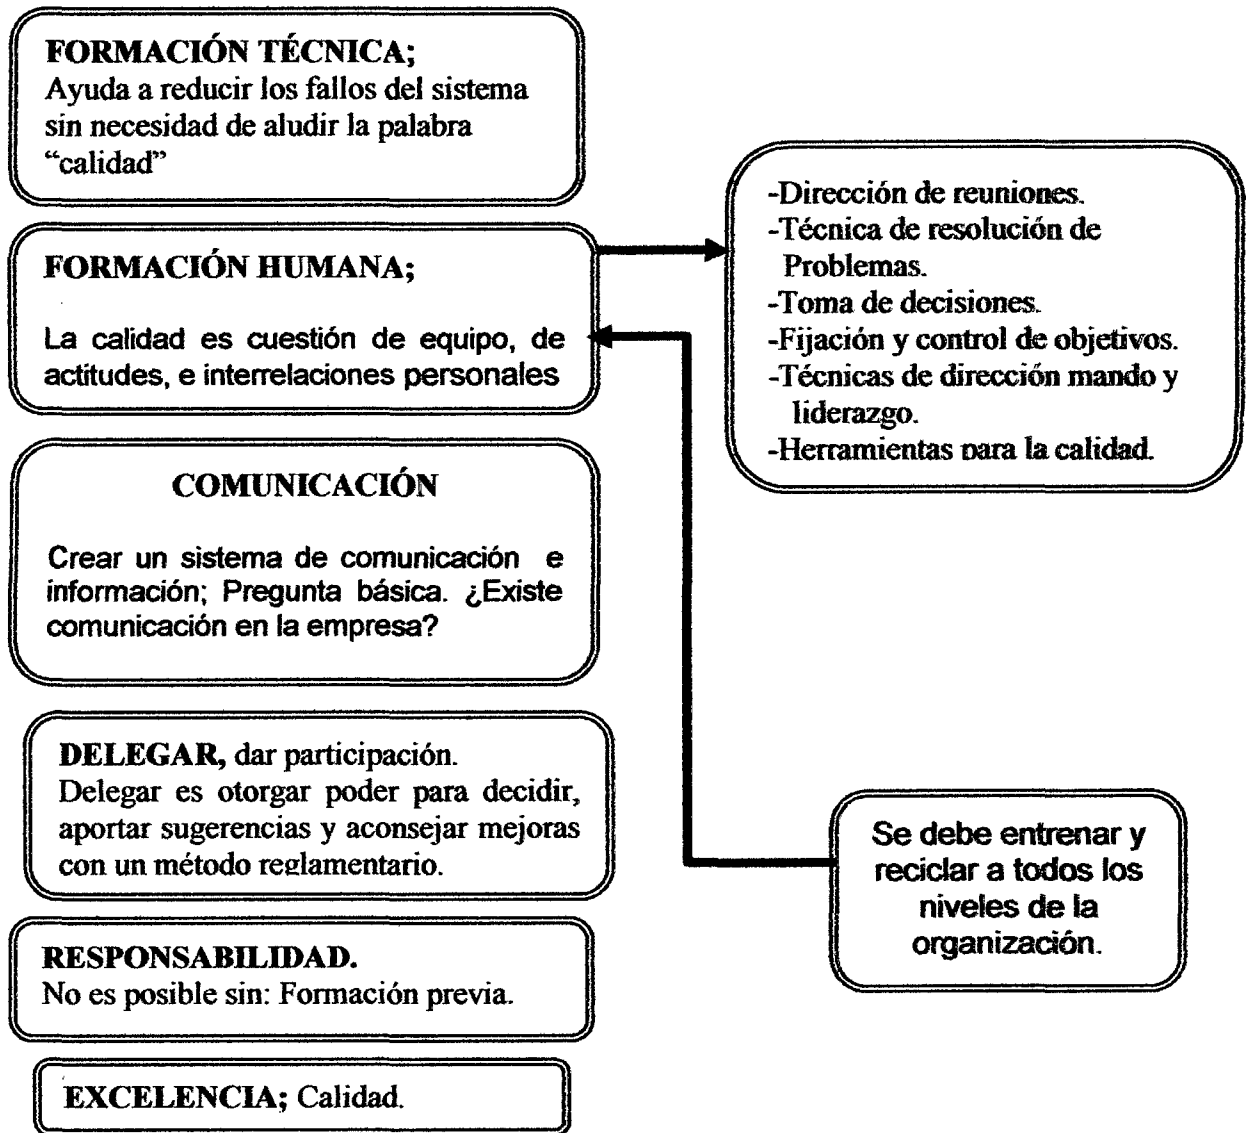 FORMACIÓN TÉCNICA;
Ayuda a reducir los fallos del sistema
sin necesidad de aludir la palabra
“calidad”
FORMACIÓN HUMANA;
La calidad es cuestión de equipo, de
actitudes, e interrelaciones personales
-Dirección de reuniones.
-Técnica de resolución de
Problemas.
-Toma de decisiones.
-Fijación y control de objetivos.
-Técnicas de dirección mando y
liderazgo.
-Herramientas para la calidad.
COMUNICACIÓN
Crear un sistema de comunicación e
información; Pregunta básica. ¿Existe
comunicación en la empresa?
DELEGAR, dar participación.
Delegar es otorgar poder para decidir,
aportar sugerencias y aconsejar mejoras
con un método reglamentario.
Se debe entrenar y
reciclar a todos los
niveles de la
organización.
RESPONSABILIDAD.
No es posible sin: Formación previa.
EXCELENCIA; Calidad.